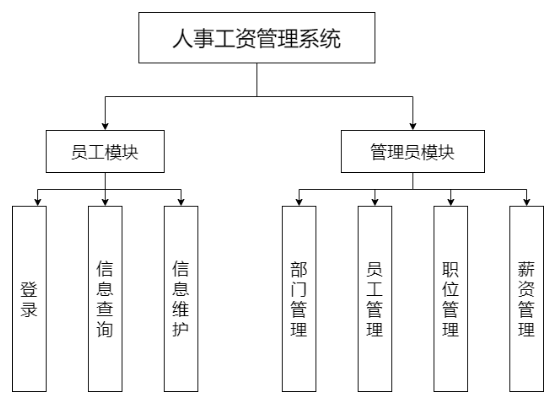 人事工资管理系统
员工模块
管理员模块
登录
信息查询
信息维护
部门管理
员工管理
职位管理
薪资管理